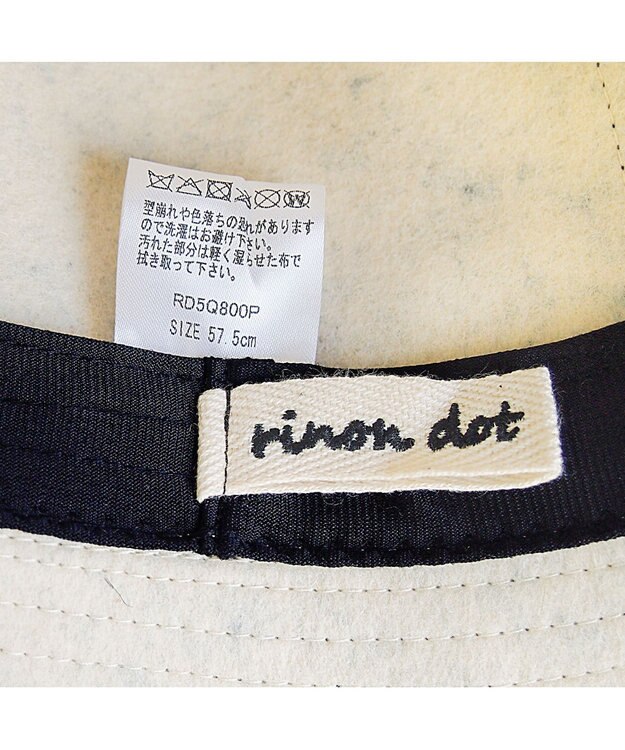 型崩れや色落ちの恐れがあります
ので洗濯はお避け下さい。
汚れた部分は軽く湿らせた布で
拭き取って下さい。
RD5Q800P
SIZE 57.5cm
rinon dot